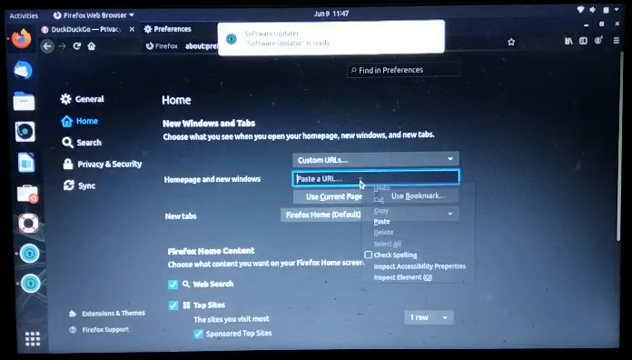 Activities
Firefox Web Browser
Jun 9 11:47
DuckDuckGo — Privacy
Preferences
Software Updater
"Software Updater" is ready
Firefox
Find in Preferences
General
Home
Search
Privacy & Security
Sync
Extensions & Themes
Firefox Support
Home
New Windows and Tabs
Choose what you see when you open your homepage, new windows, and new tabs.
Custom URLs...
Homepage and new windows
Paste a URL...
Use Current Page
Use Bookmark...
New tabs
Firefox Home (Default)
Undo
Cut
Copy
Paste
Delete
Select All
Check Spelling
Inspect Accessibility Properties
Inspect Element (Q)
Firefox Home Content
Choose what content you want on your Firefox Home screen.
Web Search
Top Sites
The sites you visit most
1 row
Sponsored Top Sites